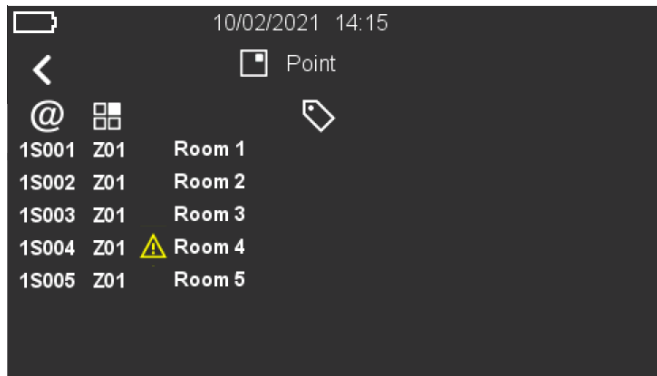 10/02/2021 14:15
Point
@
1S001 Z01 Room 1
1S002 Z01 Room 2
1S003 Z01 Room 3
1S004 Z01 Room 4
1S005 Z01 Room 5